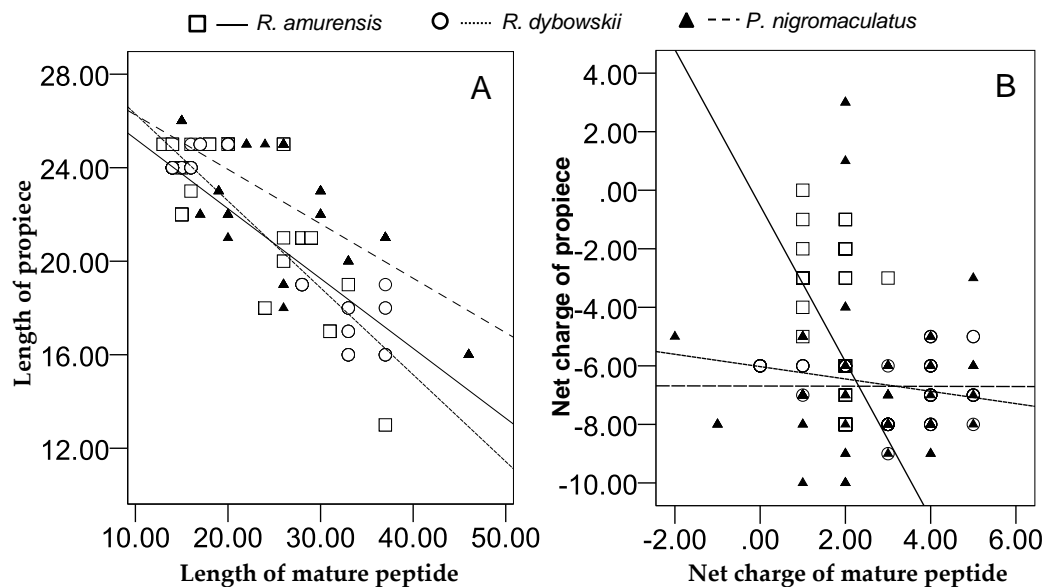 R. amurensis R. dybowskii P. nigromaculatus
A
28.00
24.00
20.00
16.00
12.00
Length of propiece
10.00 20.00 30.00 40.00 50.00
Length of mature peptide
B
4.00
2.00
.00
-2.00
-4.00
-6.00
-8.00
-10.00
Net charge of propiece
-2.00 .00 2.00 4.00 6.00
Net charge of mature peptide